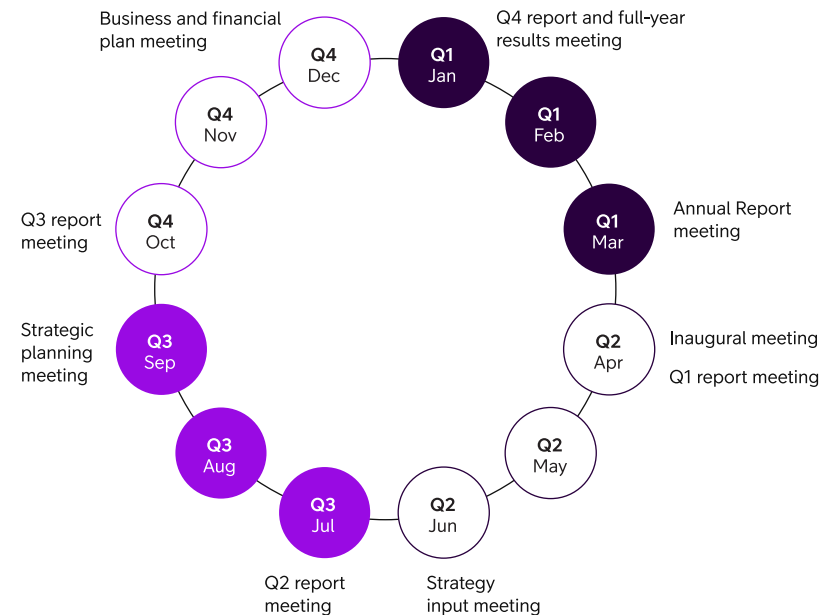 Business and financial
plan meeting
Q4 report and full-year
results meeting
Q4
Dec
Q1
Jan
Q4
Nov
Q1
Feb
Q3 report
meeting
Q4
Oct
Q1
Mar
Annual Report
meeting
Strategic
planning
meeting
Q3
Sep
Q2
Apr
Inaugural meeting
Q1 report meeting
Q3
Aug
Q2
May
Q3
Jul
Q2
Jun
Q2 report
meeting
Strategy
input meeting